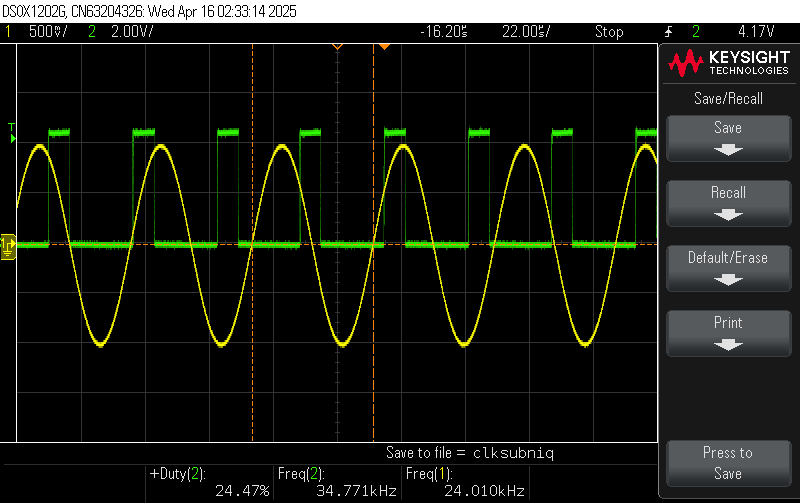 DSOX1202G, CN63204326: Wed Apr 16 02:33:14 2025
1 500mV/ 2 2.00V/ -16.20us 22.00us/ Stop 2 4.17V
KEYSIGHT
TECHNOLOGIES
Save/Recall
Save
Recall
Default/Erase
Print
Press to
Save
T
1
Save to file = clksubniq
+Duty(2): Freq(2): Freq(1):
24.47% 34.771kHz 24.010kHz